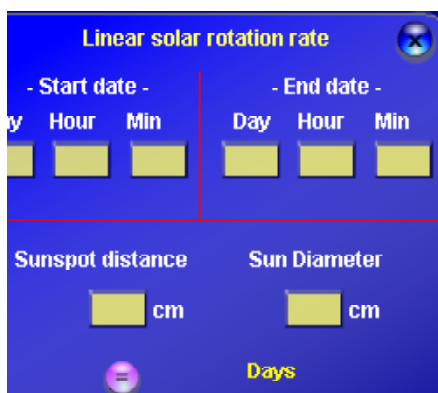 Linear solar rotation rate
- Start date - - End date -
ay Hour Min Day Hour Min
Sunspot distance Sun Diameter
cm cm
= Days